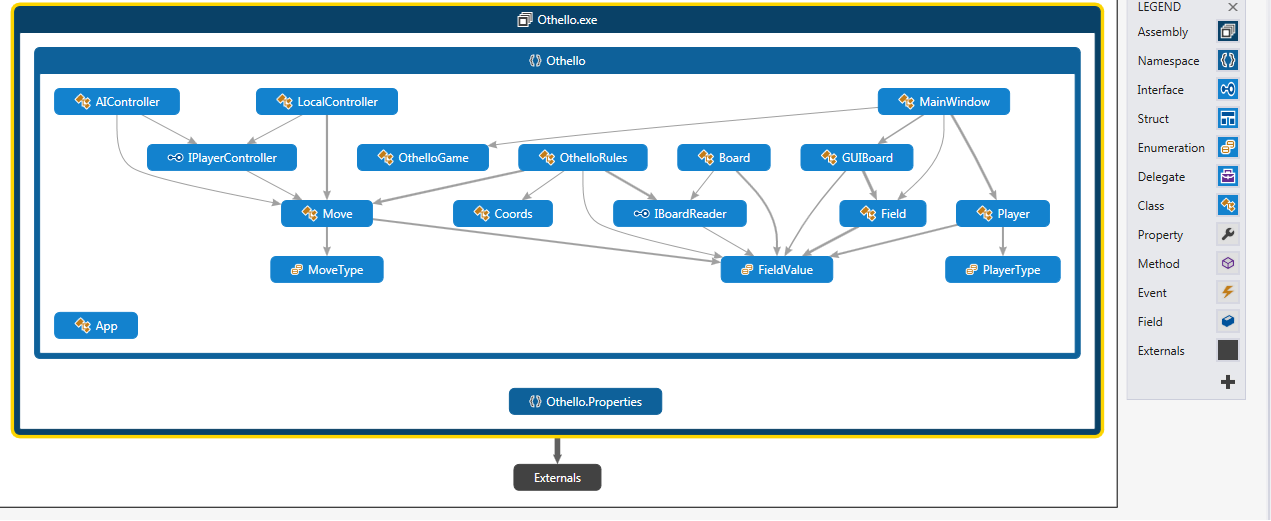 Othello.exe
Othello
AIController
LocalController
MainWindow
IPlayerController
OthelloGame
OthelloRules
Board
GUIBoard
Move
Coords
IBoardReader
Field
Player
MoveType
FieldValue
PlayerType
App
Othello.Properties
Externals
LEGEND
Assembly
Namespace
Interface
Struct
Enumeration
Delegate
Class
Property
Method
Event
Field
Externals